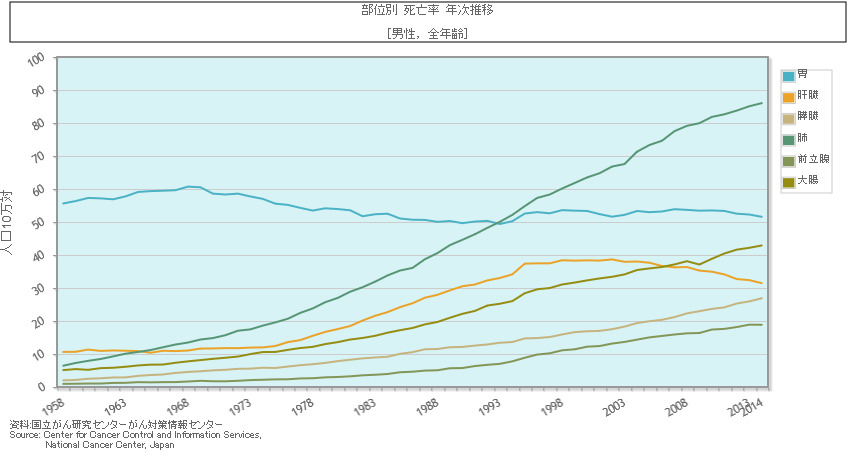 部位別 死亡率 年次推移
[男性, 全年齢]
人口10万対
100
90
80
70
60
50
40
30
20
10
0
1958
1963
1968
1973
1978
1983
1988
1993
1998
2003
2008
2013
2014
胃
肝臓
膵臓
肺
前立腺
大腸
資料:国立がん研究センターがん対策情報センター
Source: Center for Cancer Control and Information Services,
National Cancer Center, Japan